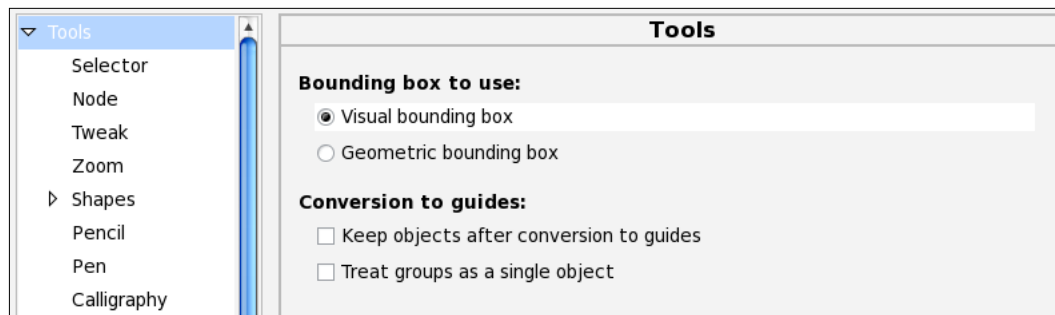 Tools
Selector
Node
Tweak
Zoom
Shapes
Pencil
Pen
Calligraphy
Tools
Bounding box to use:
Visual bounding box
Geometric bounding box
Conversion to guides:
Keep objects after conversion to guides
Treat groups as a single object